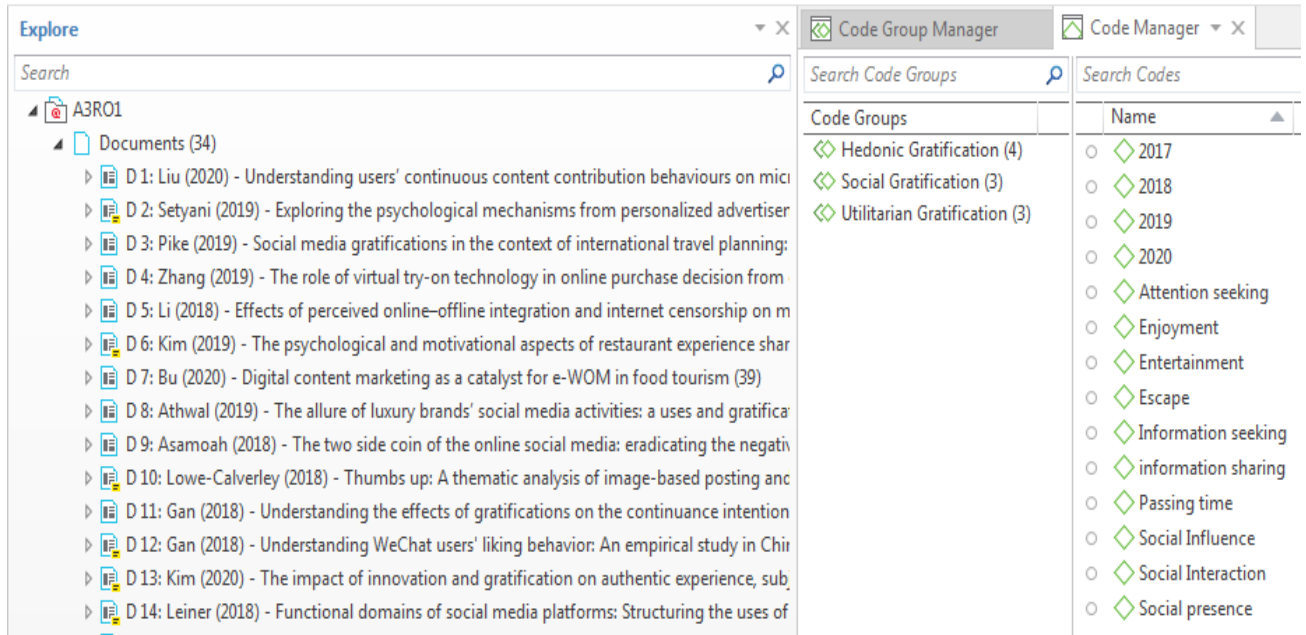 Explore
Search
A3RO1
Documents (34)
D 1: Liu (2020) - Understanding users' continuous content contribution behaviours on
D 2: Setyani (2019) - Exploring the psychological mechanisms from personalized
D 3: Pike (2019) - Social media gratifications in the context of international travel planning:
D 4: Zhang (2019) - The role of virtual try-on technology in online purchase decision from
D 5: Li (2018) - Effects of perceived online–offline integration and internet censorship on
D 6: Kim (2019) - The psychological and motivational aspects of restaurant experience
D 7: Bu (2020) - Digital content marketing as a catalyst for e-WOM in food tourism (39)
D 8: Athwal (2019) - The allure of luxury brands' social media activities: a uses and
D 9: Asamoah (2018) - The two side coin of the online social media: eradicating the
D 10: Lowe-Calverley (2018) - Thumbs up: A thematic analysis of image-based posting and
D 11: Gan (2018) - Understanding the effects of gratifications on the continuance intention
D 12: Gan (2018) - Understanding WeChat users' liking behavior: An empirical study in
D 13: Kim (2020) - The impact of innovation and gratification on authentic experience,
D 14: Leiner (2018) - Functional domains of social media platforms: Structuring the uses of
Code Group Manager
Code Manager
Search Code Groups
Code Groups
Hedonic Gratification (4)
Social Gratification (3)
Utilitarian Gratification (3)
Search Codes
Name
2017
2018
2019
2020
Attention seeking
Enjoyment
Entertainment
Escape
Information seeking
information sharing
Passing time
Social Influence
Social Interaction
Social presence